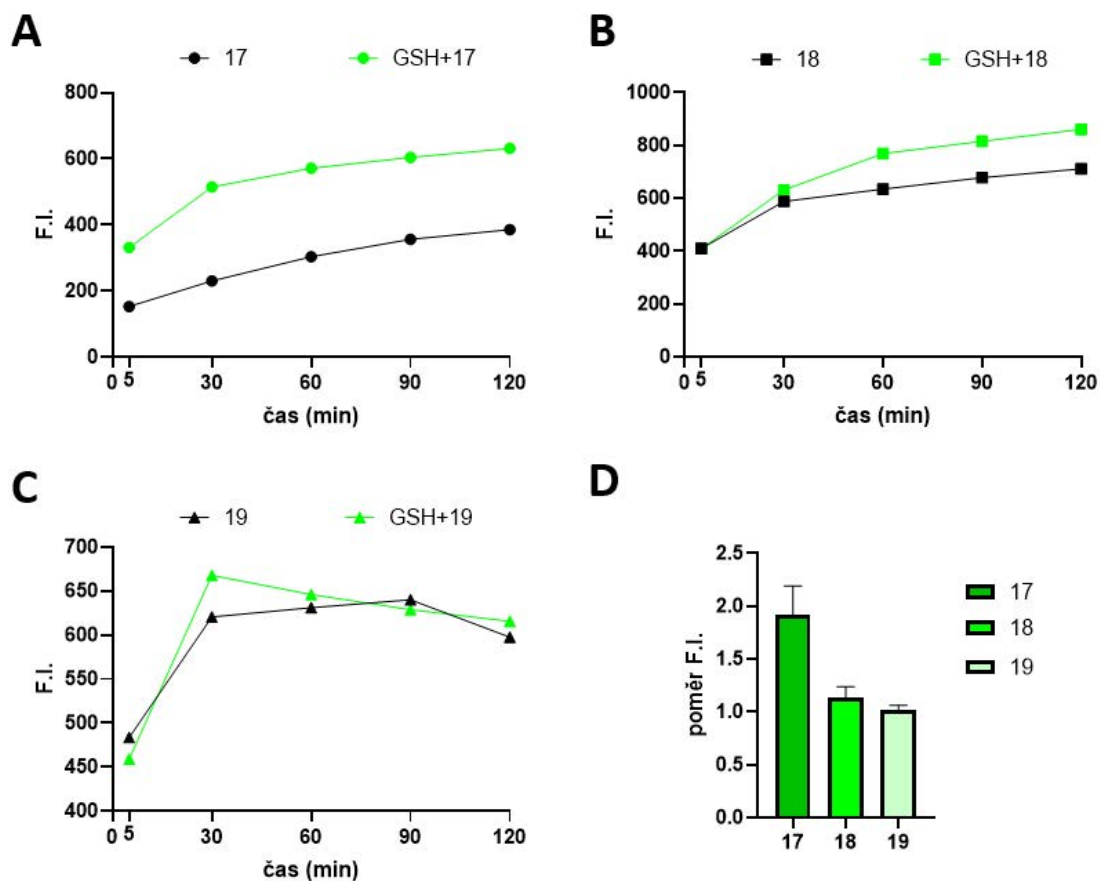 A
17 GSH+17
800
600
400
200
0
F.I.
0 5 30 60 90 120
čas (min)
B
18 GSH+18
1000
800
600
400
200
0
F.I.
0 5 30 60 90 120
čas (min)
C
19 GSH+19
700
650
600
550
500
450
400
F.I.
0 5 30 60 90 120
čas (min)
D
2.5
2.0
1.5
1.0
0.5
0.0
poměr F.I.
17 18 19
17
18
19